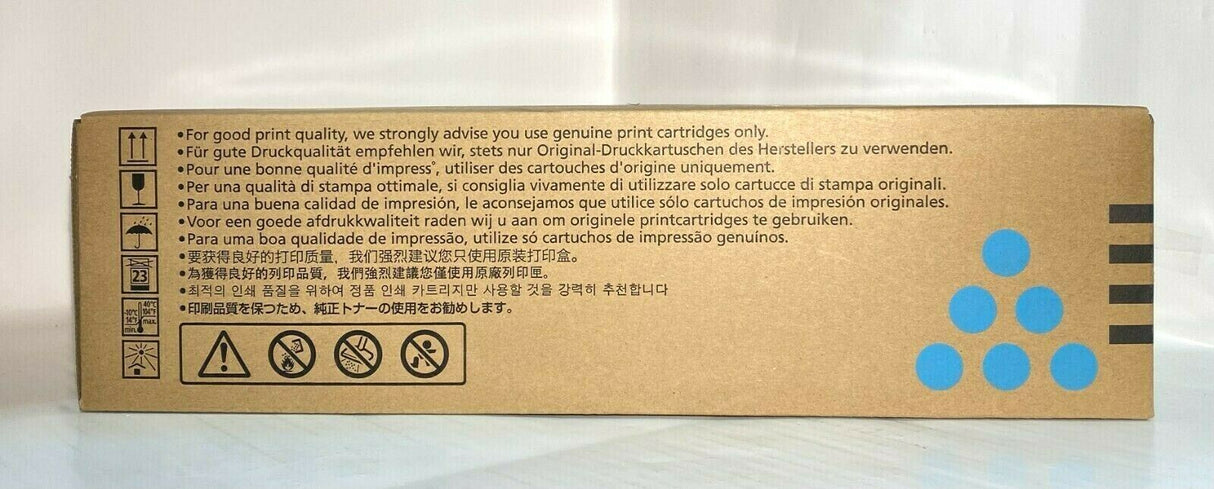 •For good print quality, we strongly advise you use genuine print cartridges only.
•Für gute Druckqualität empfehlen wir, stets nur Original-Druckkartuschen des Herstellers zu verwenden.
•Pour une bonne qualité d'impress°, utiliser des cartouches d'origine uniquement.
•Per una qualità di stampa ottimale, si consiglia vivamente di utilizzare solo cartucce di stampa originali.
•Para una buena calidad de impresión, le aconsejamos que utilice sólo cartuchos de impresión originales.
•Voor een goede afdrukkwaliteit raden wij u aan om originele printcartridges te gebruiken.
•Para uma boa qualidade de impressão, utilize só cartuchos de impressão genuínos.
•要获得良好的打印质量，我们强烈建议您只使用原装打印盒。
•為獲得良好的列印品質，我們強烈建議您僅使用原廠列印匣。
•최적의 인쇄 품질을 위하여 정품 인쇄 카트리지만 사용할 것을 강력히 추천합니다
•印刷品質を保つため、純正トナーの使用をお勧めします。
23
40°C
-10°C 104°F
14°F max.
min.